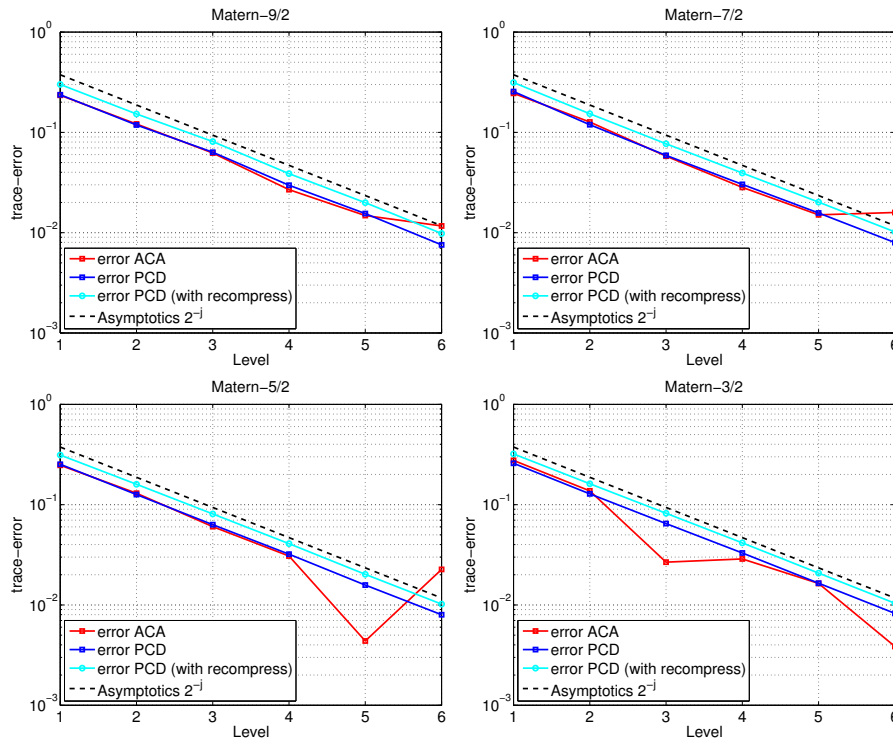 Matern−9/2
10^0
10^−1
10^−2
10^−3
trace−error
error ACA
error PCD
error PCD (with recompress)
Asymptotics 2^−j
1 2 3 4 5 6
Level
Matern−7/2
10^0
10^−1
10^−2
10^−3
trace−error
error ACA
error PCD
error PCD (with recompress)
Asymptotics 2^−j
1 2 3 4 5 6
Level
Matern−5/2
10^0
10^−1
10^−2
10^−3
trace−error
error ACA
error PCD
error PCD (with recompress)
Asymptotics 2^−j
1 2 3 4 5 6
Level
Matern−3/2
10^0
10^−1
10^−2
10^−3
trace−error
error ACA
error PCD
error PCD (with recompress)
Asymptotics 2^−j
1 2 3 4 5 6
Level